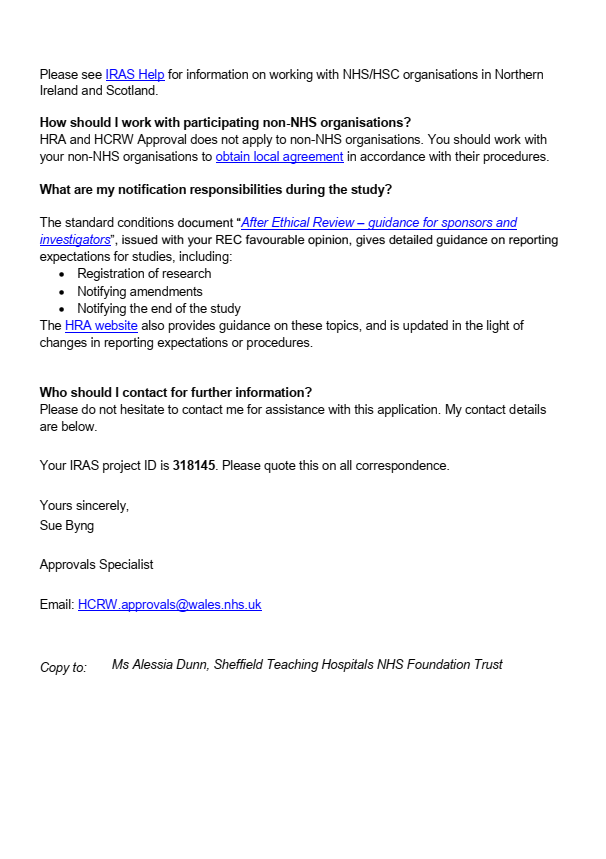 Please see IRAS Help for information on working with NHS/HSC organisations in Northern
Ireland and Scotland.
How should I work with participating non-NHS organisations?
HRA and HCRW Approval does not apply to non-NHS organisations. You should work with
your non-NHS organisations to obtain local agreement in accordance with their procedures.
What are my notification responsibilities during the study?
The standard conditions document “After Ethical Review – guidance for sponsors and
investigators”, issued with your REC favourable opinion, gives detailed guidance on reporting
expectations for studies, including:
• Registration of research
• Notifying amendments
• Notifying the end of the study
The HRA website also provides guidance on these topics, and is updated in the light of
changes in reporting expectations or procedures.
Who should I contact for further information?
Please do not hesitate to contact me for assistance with this application. My contact details
are below.
Your IRAS project ID is 318145. Please quote this on all correspondence.
Yours sincerely,
Sue Byng
Approvals Specialist
Email: HCRW.approvals@wales.nhs.uk
Copy to: Ms Alessia Dunn, Sheffield Teaching Hospitals NHS Foundation Trust